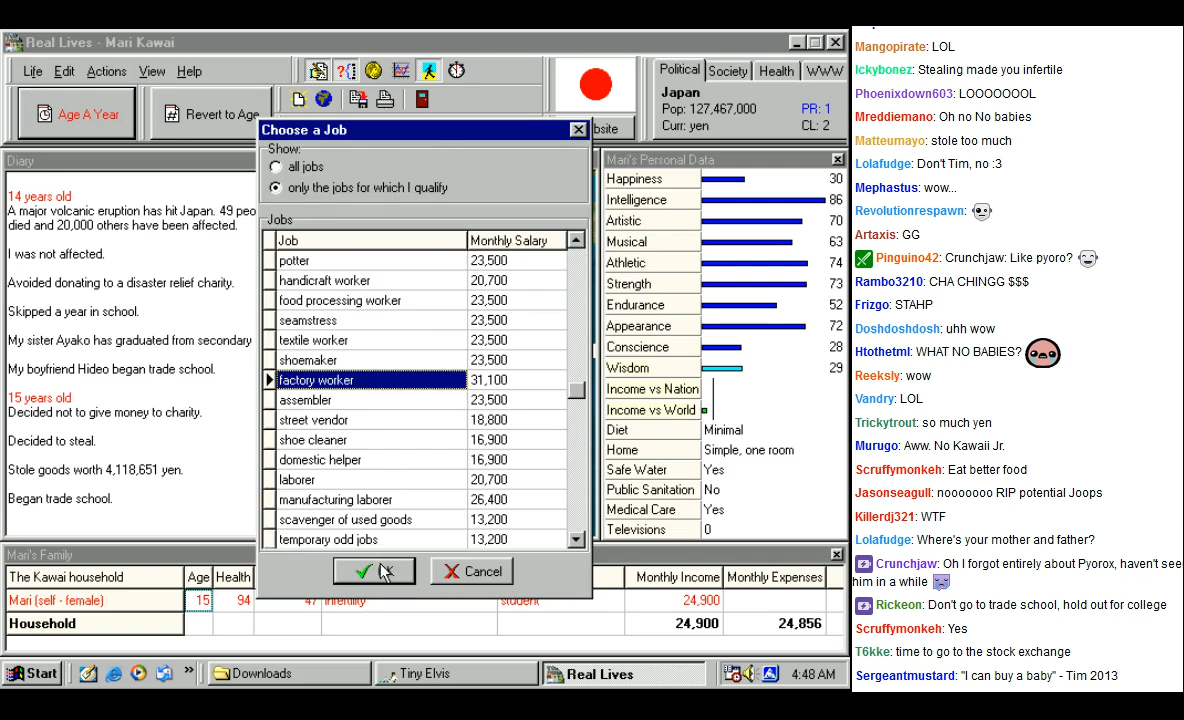 Real Lives - Mari Kawai
Life Edit Actions View Help
Age A Year
Revert to Age
Political Society Health WWW
Japan
Pop: 127,467,000 PR: 1
Curr: yen CL: 2
Diary
14 years old
A major volcanic eruption has hit Japan. 49 peo
died and 20,000 others have been affected.
I was not affected.
Avoided donating to a disaster relief charity.
Skipped a year in school.
My sister Ayako has graduated from secondary
My boyfriend Hideo began trade school.
15 years old
Decided not to give money to charity.
Decided to steal.
Stole goods worth 4,118,651 yen.
Began trade school.
Choose a Job
Show:
all jobs
only the jobs for which I qualify
Jobs
Job Monthly Salary
potter 23,500
handicraft worker 20,700
food processing worker 23,500
seamstress 23,500
textile worker 23,500
shoemaker 23,500
factory worker 31,100
assembler 23,500
street vendor 18,800
shoe cleaner 16,900
domestic helper 16,900
laborer 20,700
manufacturing laborer 26,400
scavenger of used goods 13,200
temporary odd jobs 13,200
Cancel
Mari's Personal Data
Happiness 30
Intelligence 86
Artistic 70
Musical 63
Athletic 74
Strength 73
Endurance 52
Appearance 72
Conscience 28
Wisdom 29
Income vs Nation
Income vs World
Diet Minimal
Home Simple, one room
Safe Water Yes
Public Sanitation No
Medical Care Yes
Televisions 0
Mari's Family
The Kawai household Age Health Monthly Income Monthly Expenses
Mari (self - female) 15 94 47 infertility student 24,900
Household 24,900 24,856
Start Downloads Tiny Elvis Real Lives 4:48 AM
Mangopirate: LOL
Ickybonez: Stealing made you infertile
Phoenixdown603: LOOOOOOL
Mreddiemano: Oh no No babies
Matteumayo: stole too much
Lolafudge: Don't Tim, no :3
Mephastus: wow...
Revolutionrespawn:
Artaxis: GG
Pinguino42: Crunchjaw: Like pyoro?
Rambo3210: CHA CHINGG $$$
Frizgo: STAHP
Doshdoshdosh: uhh wow
Htothetml: WHAT NO BABIES?
Reeksly: wow
Vandry: LOL
Trickytrout: so much yen
Murugo: Aww. No Kawaii Jr.
Scruffymonkeh: Eat better food
Jasonseagull: nooooooo RIP potential Joops
Killerdj321: WTF
Lolafudge: Where's your mother and father?
Crunchjaw: Oh I forgot entirely about Pyorox, haven't see
him in a while
Rickeon: Don't go to trade school, hold out for college
Scruffymonkeh: Yes
T6kke: time to go to the stock exchange
Sergeantmustard: "I can buy a baby" - Tim 2013